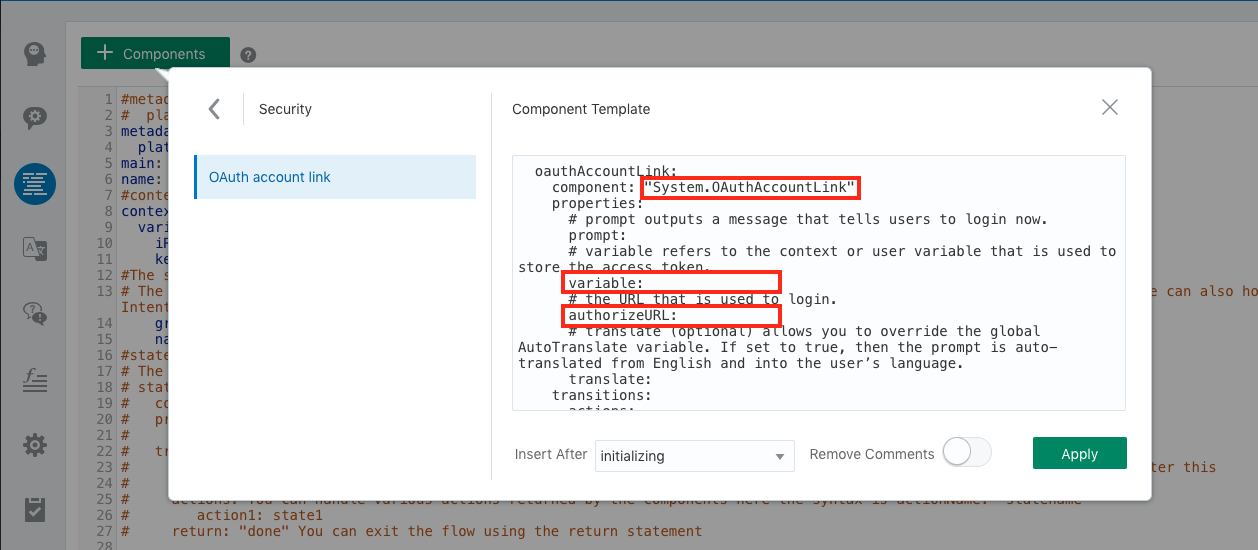 Components
?
1 #metad
2 # pla
3 metada
4 plat
5 main:
6 name:
7 #conte
8 contex
9 vari
10 iR
11 ke
12 #The s
13 # The
Inten
14 gr
15 na
16 #state
17 # The
18 # stat
19 # co
20 # pr
21 #
22 # tr
23 #
24 #
25 # actions: You can handle various actions returned by the components here the syntax is actionName: statename
26 # action1: state1
27 # return: "done" You can exit the flow using the return statement
28
e can also ho
ter this
Security
OAuth account link
Component Template
oauthAccountLink:
component: "System.OAuthAccountLink"
properties:
# prompt outputs a message that tells users to login now.
prompt:
# variable refers to the context or user variable that is used to
store the access token.
variable:
# the URL that is used to login.
authorizeURL:
# translate (optional) allows you to override the global
AutoTranslate variable. If set to true, then the prompt is auto-
translated from English and into the user’s language.
translate:
transitions:
actions:
Insert After initializing Remove Comments Apply